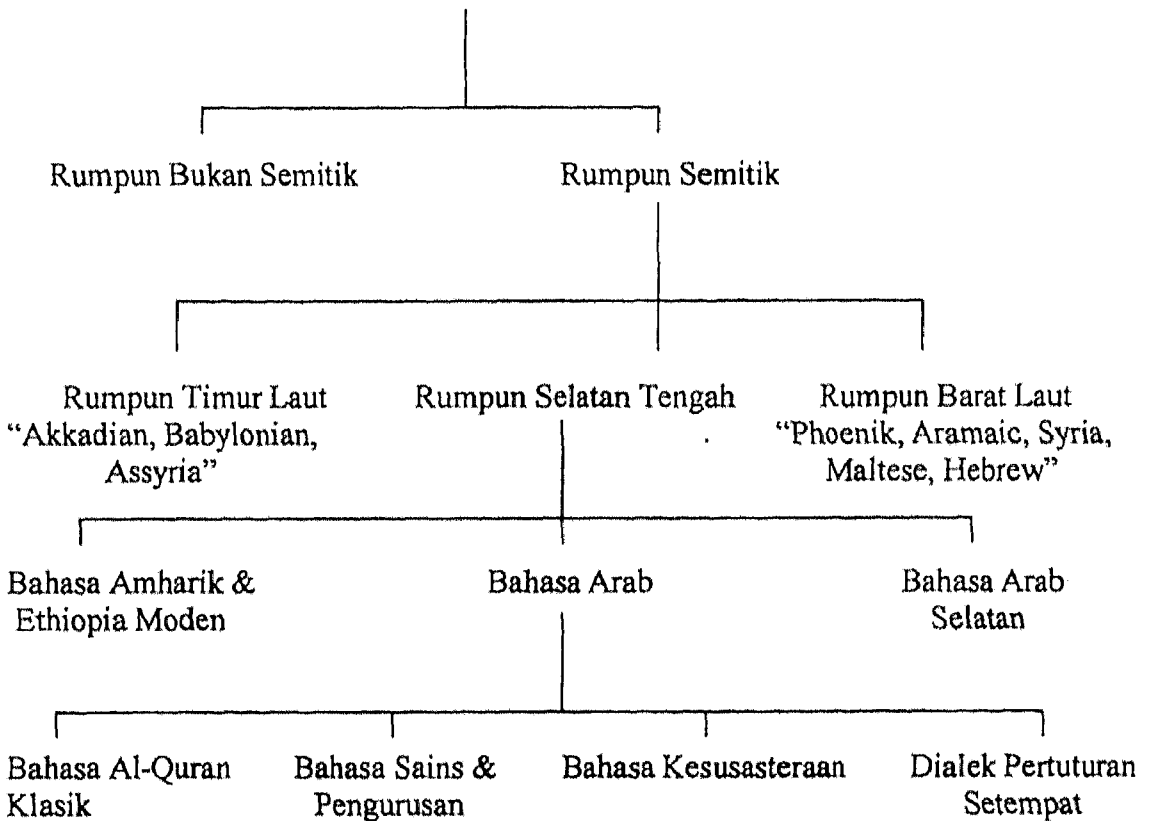 Rumpun Bukan Semitik
Rumpun Semitik
Rumpun Timur Laut
“Akkadian, Babylonian,
Assyria”
Rumpun Selatan Tengah
Rumpun Barat Laut
“Phoenik, Aramaic, Syria,
Maltese, Hebrew”
Bahasa Amharik &
Ethiopia Moden
Bahasa Arab
Bahasa Arab
Selatan
Bahasa Al-Quran
Klasik
Bahasa Sains &
Pengurusan
Bahasa Kesusasteraan
Dialek Pertuturan
Setempat